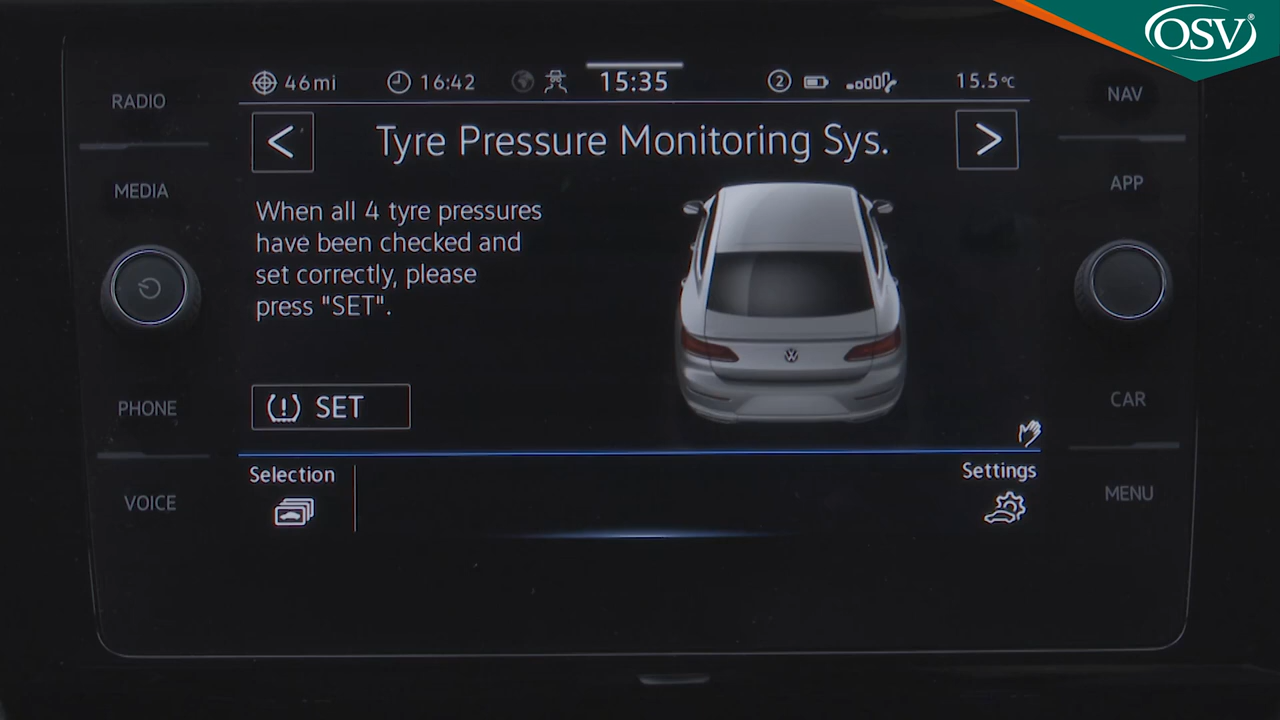 OSV®
RADIO
46mi
16:42
15:35
2
15.5°C
NAV
< Tyre Pressure Monitoring Sys. >
MEDIA
APP
When all 4 tyre pressures
have been checked and
set correctly, please
press "SET".
PHONE
SET
CAR
Selection
Settings
VOICE
MENU